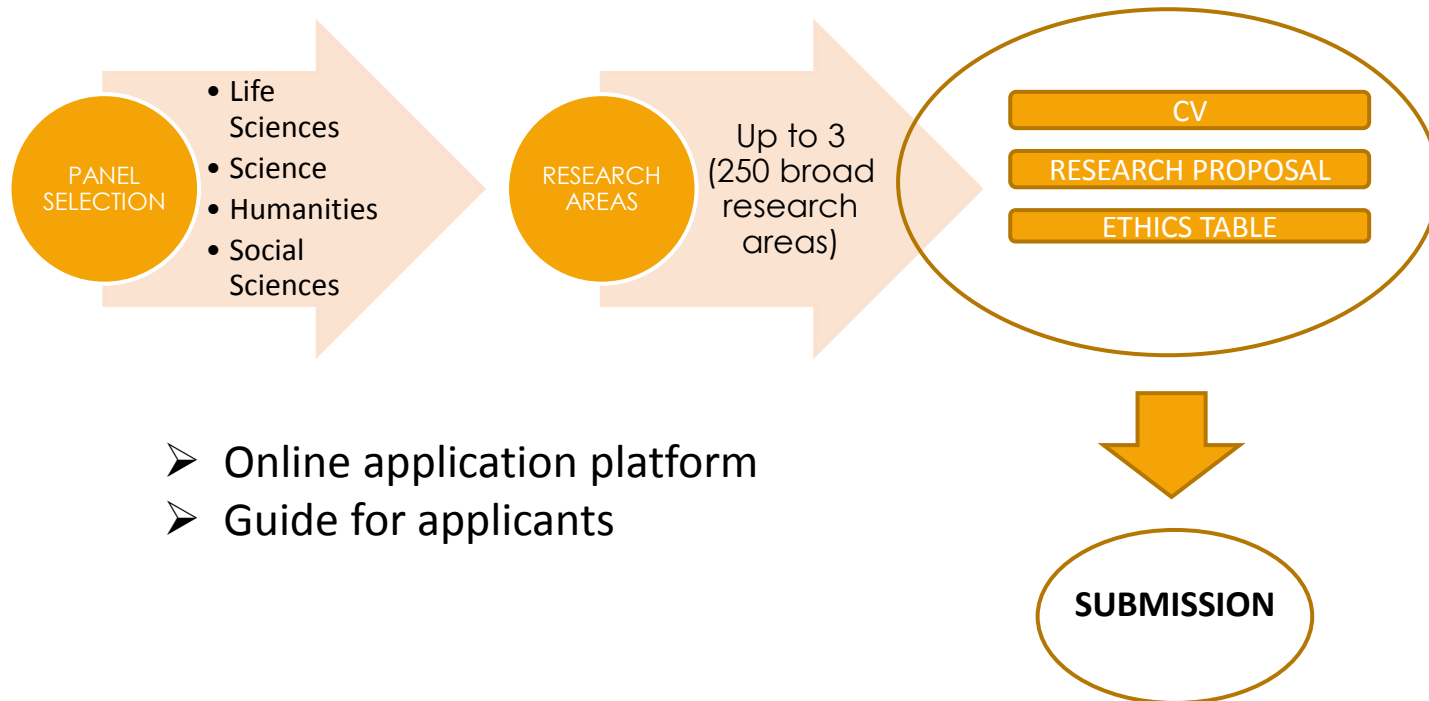 PANEL
SELECTION
• Life
Sciences
• Science
• Humanities
• Social
Sciences
RESEARCH
AREAS
Up to 3
(250 broad
research
areas)
CV
RESEARCH PROPOSAL
ETHICS TABLE
➢ Online application platform
➢ Guide for applicants
SUBMISSION